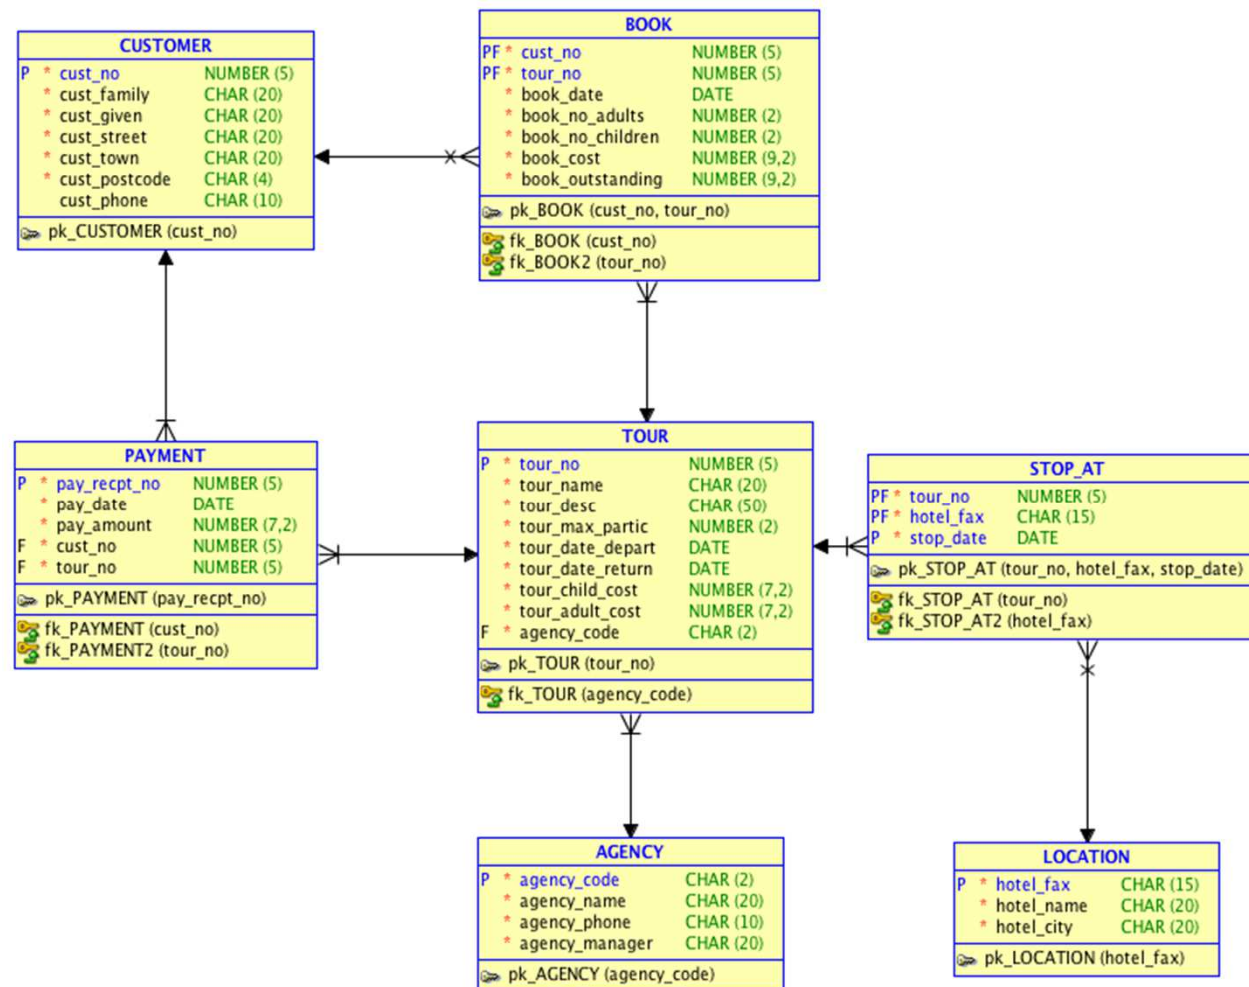 CUSTOMER
P * cust_no NUMBER (5)
* cust_family CHAR (20)
* cust_given CHAR (20)
* cust_street CHAR (20)
* cust_town CHAR (20)
* cust_postcode CHAR (4)
cust_phone CHAR (10)
pk_CUSTOMER (cust_no)
BOOK
PF * cust_no NUMBER (5)
PF * tour_no NUMBER (5)
* book_date DATE
* book_no_adults NUMBER (2)
* book_no_children NUMBER (2)
* book_cost NUMBER (9,2)
* book_outstanding NUMBER (9,2)
pk_BOOK (cust_no, tour_no)
fk_BOOK (cust_no)
fk_BOOK2 (tour_no)
PAYMENT
P * pay_recpt_no NUMBER (5)
* pay_date DATE
* pay_amount NUMBER (7,2)
F * cust_no NUMBER (5)
F * tour_no NUMBER (5)
pk_PAYMENT (pay_recpt_no)
fk_PAYMENT (cust_no)
fk_PAYMENT2 (tour_no)
TOUR
P * tour_no NUMBER (5)
* tour_name CHAR (20)
* tour_desc CHAR (50)
* tour_max_partic NUMBER (2)
* tour_date_depart DATE
* tour_date_return DATE
* tour_child_cost NUMBER (7,2)
* tour_adult_cost NUMBER (7,2)
F * agency_code CHAR (2)
pk_TOUR (tour_no)
fk_TOUR (agency_code)
STOP_AT
PF * tour_no NUMBER (5)
PF * hotel_fax CHAR (15)
P * stop_date DATE
pk_STOP_AT (tour_no, hotel_fax, stop_date)
fk_STOP_AT (tour_no)
fk_STOP_AT2 (hotel_fax)
AGENCY
P * agency_code CHAR (2)
* agency_name CHAR (20)
* agency_phone CHAR (10)
* agency_manager CHAR (20)
pk_AGENCY (agency_code)
LOCATION
P * hotel_fax CHAR (15)
* hotel_name CHAR (20)
* hotel_city CHAR (20)
pk_LOCATION (hotel_fax)